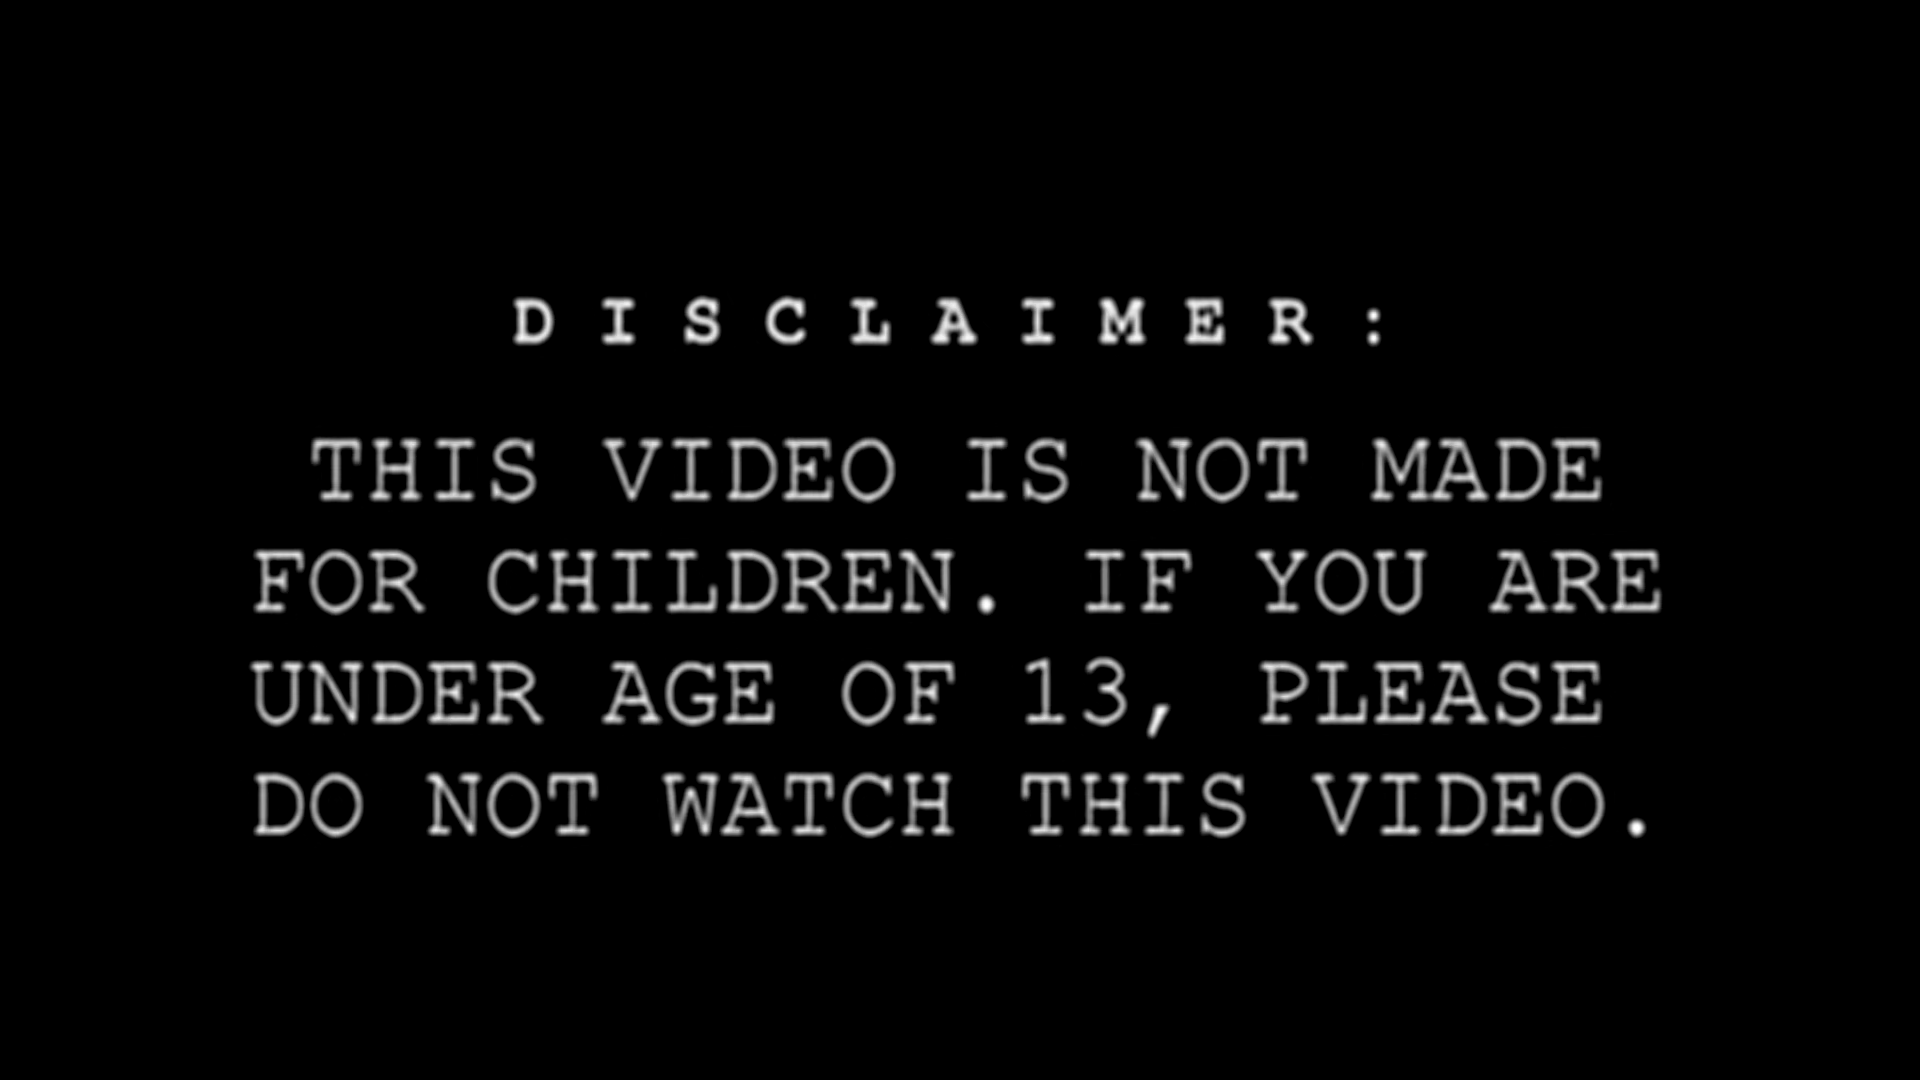 D I S C L A I M E R :
THIS VIDEO IS NOT MADE
FOR CHILDREN. IF YOU ARE
UNDER AGE OF 13, PLEASE
DO NOT WATCH THIS VIDEO.